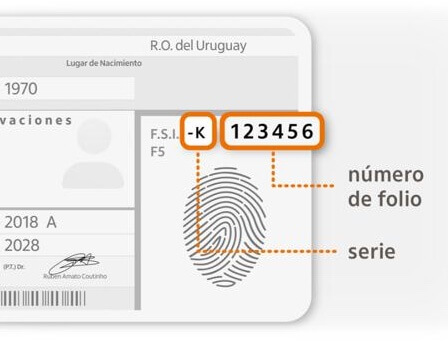 R.O. del Uruguay
Lugar de Nacimiento
1970
vaciones
F.S.I. -K 123456
F5
número
de folio
serie
2018 A
2028
(P.T.) Dr.
Rubén Amato Coutinho